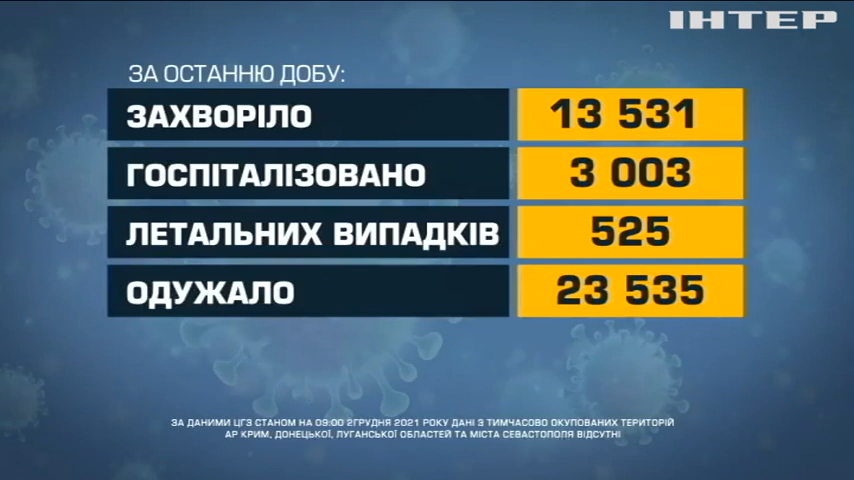 ІНТЕР
ЗА ОСТАННЮ ДОБУ:
ЗАХВОРІЛО 13 531
ГОСПІТАЛІЗОВАНО 3 003
ЛЕТАЛЬНИХ ВИПАДКІВ 525
ОДУЖАЛО 23 535
ЗА ДАНИМИ ЦГЗ СТАНОМ НА 09:00 2ГРУДНЯ 2021 РОКУ ДАНІ З ТИМЧАСОВО ОКУПОВАНИХ ТЕРИТОРІЙ
АР КРИМ, ДОНЕЦЬКОЇ, ЛУГАНСЬКОЇ ОБЛАСТЕЙ ТА МІСТА СЕВАСТОПОЛЯ ВІДСУТНІ